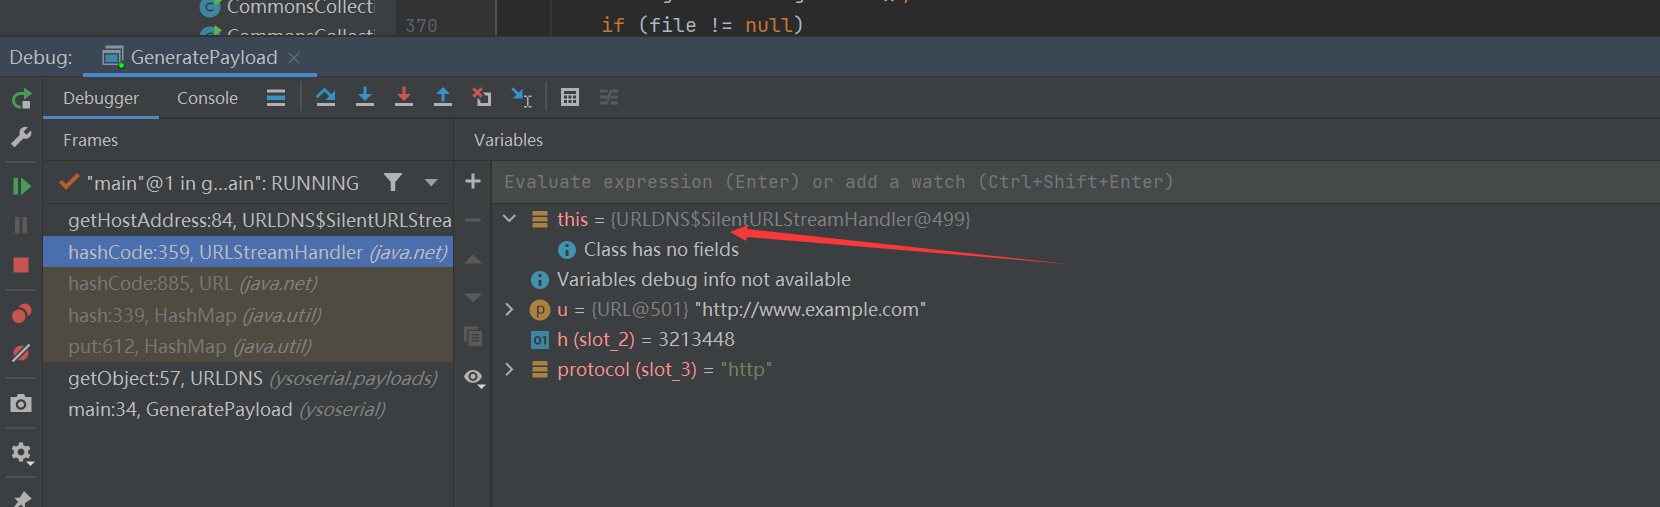 CommonsCollecti
370
if (file != null)
Debug:
GeneratePayload
Debugger
Console
Frames
Variables
"main"@1 in g...ain": RUNNING
Evaluate expression (Enter) or add a watch (Ctrl+Shift+Enter)
getHostAddress:84, URLDNS$SilentURLStrea
hashCode:359, URLStreamHandler (java.net)
hashCode:885, URL (java.net)
hash:339, HashMap (java.util)
put:612, HashMap (java.util)
getObject:57, URLDNS (ysoserial.payloads)
main:34, GeneratePayload (ysoserial)
this = {URLDNS$SilentURLStreamHandler@499}
Class has no fields
Variables debug info not available
u = {URL@501} "http://www.example.com"
h (slot_2) = 3213448
protocol (slot_3) = "http"